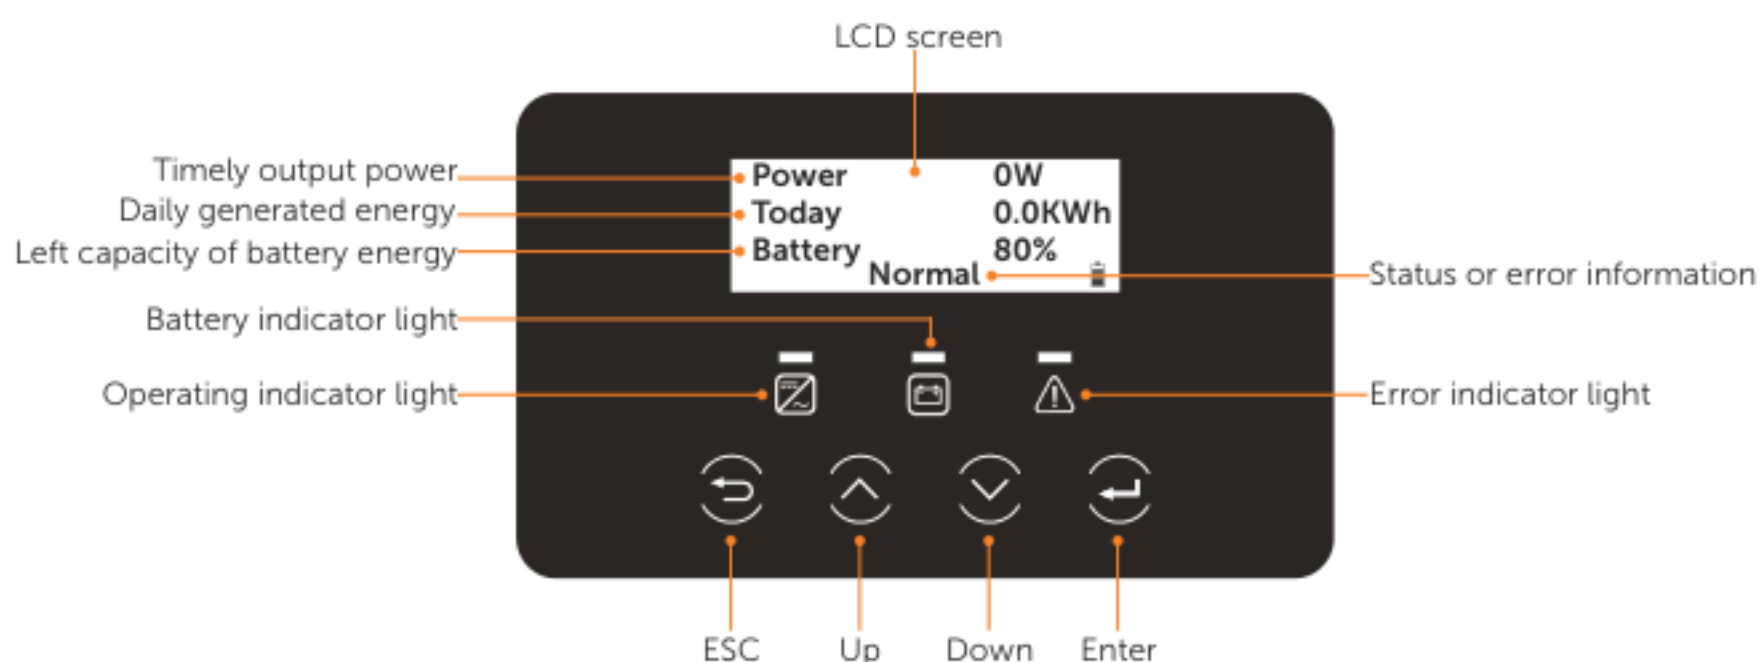 LCD screen
Timely output power
Power 0W
Daily generated energy
Today 0.0KWh
Left capacity of battery energy
Battery 80%
Normal
Status or error information
Battery indicator light
Operating indicator light
Error indicator light
ESC Up Down Enter